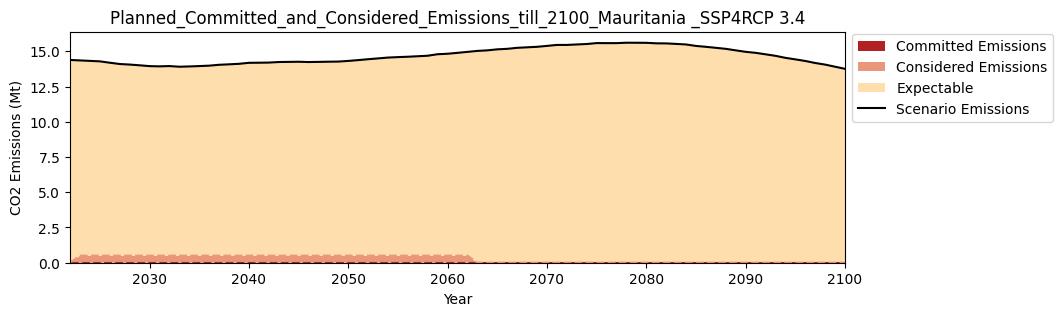 Planned_Committed_and_Considered_Emissions_till_2100_Mauritania _SSP4RCP 3.4
Committed Emissions
Considered Emissions
Expectable
Scenario Emissions
CO2 Emissions (Mt)
15.0
12.5
10.0
7.5
5.0
2.5
0.0
2030 2040 2050 2060 2070 2080 2090 2100
Year